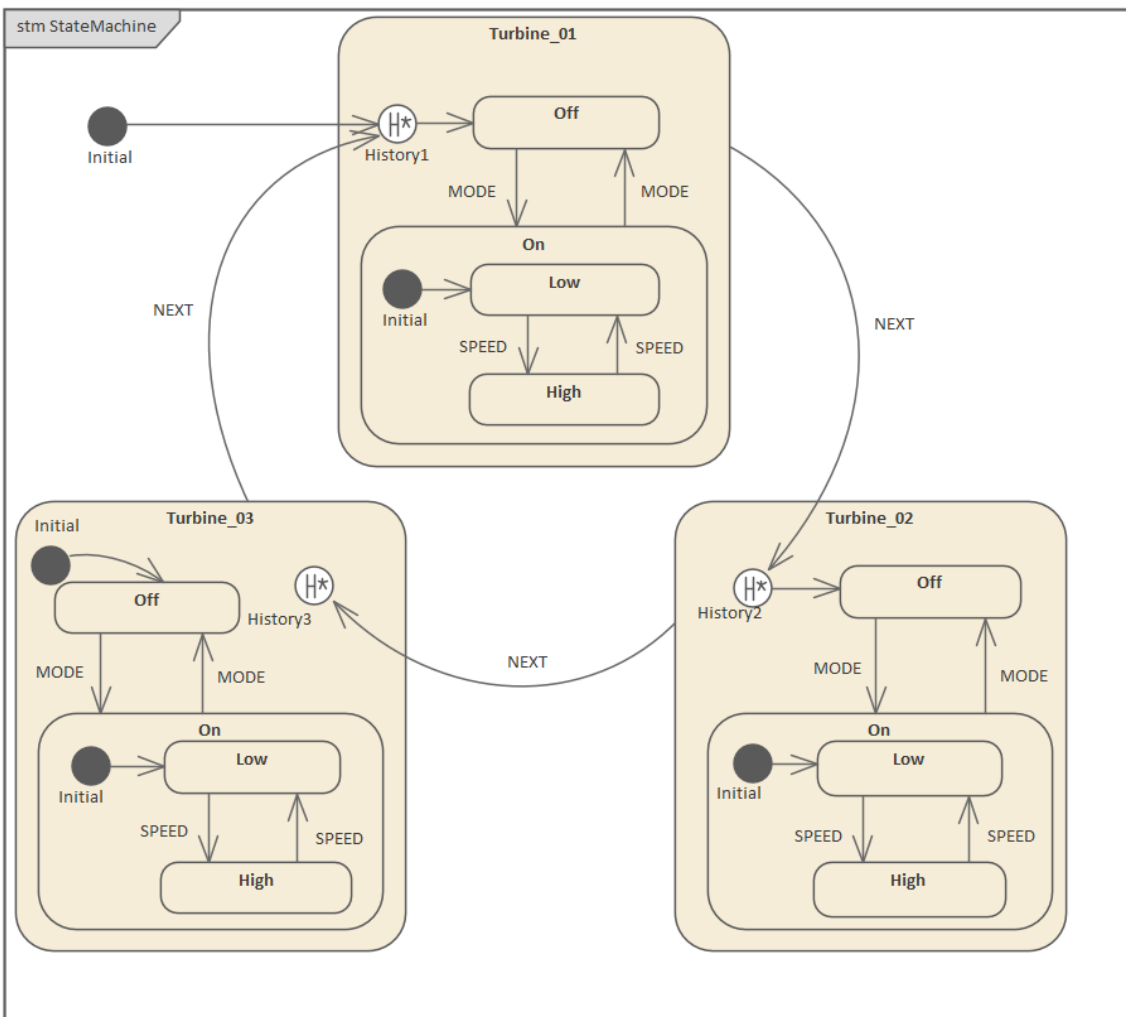 stm StateMachine
Turbine_01
Initial
H*
History1
Off
MODE
MODE
On
Initial
Low
SPEED
SPEED
High
NEXT
NEXT
Turbine_03
Initial
Off
H*
History3
MODE
MODE
On
Initial
Low
SPEED
SPEED
High
NEXT
Turbine_02
H*
History2
Off
MODE
MODE
On
Initial
Low
SPEED
SPEED
High